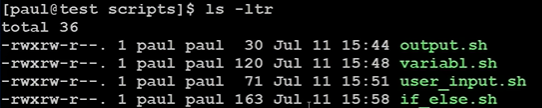 [paul@test scripts]$ ls -ltr
total 36
-rwxrw-r--. 1 paul paul  30 Jul 11 15:44 output.sh
-rwxrw-r--. 1 paul paul 120 Jul 11 15:48 variabl.sh
-rwxrw-r--. 1 paul paul  71 Jul 11 15:51 user_input.sh
-rwxrw-r--. 1 paul paul 163 Jul 11 15:58 if_else.sh